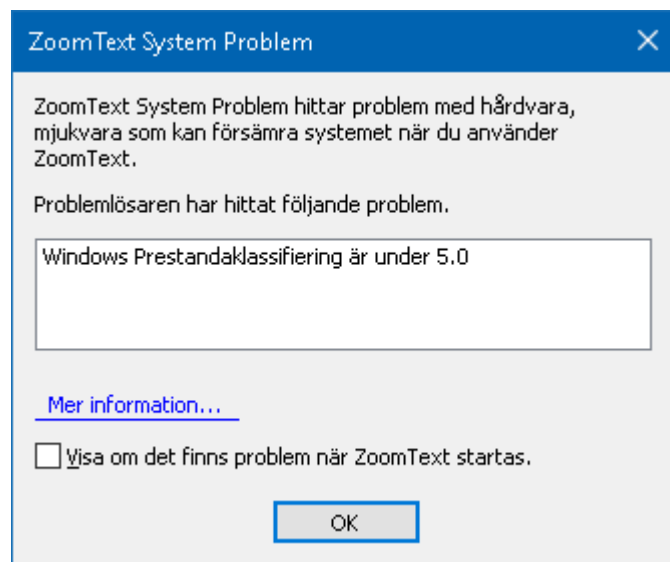 ZoomText System Problem
ZoomText System Problem hittar problem med hårdvara,
mjukvara som kan försämra systemet när du använder
ZoomText.
Problemlösaren har hittat följande problem.
Windows Prestandaklassifiering är under 5.0
Mer information...
Visa om det finns problem när ZoomText startas.
OK